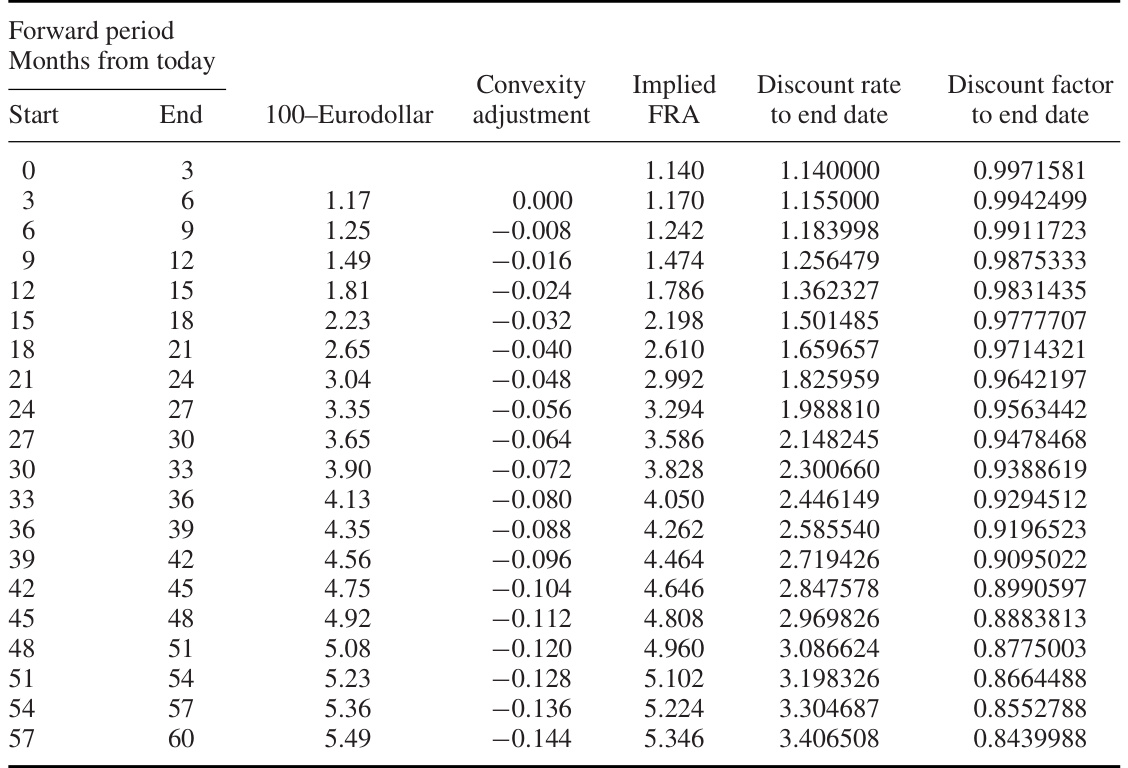 Forward period
Months from today
Convexity Implied Discount rate Discount factor
Start End 100–Eurodollar adjustment FRA to end date to end date
0 3 1.140 1.140000 0.9971581
3 6 1.17 0.000 1.170 1.155000 0.9942499
6 9 1.25 −0.008 1.242 1.183998 0.9911723
9 12 1.49 −0.016 1.474 1.256479 0.9875333
12 15 1.81 −0.024 1.786 1.362327 0.9831435
15 18 2.23 −0.032 2.198 1.501485 0.9777707
18 21 2.65 −0.040 2.610 1.659657 0.9714321
21 24 3.04 −0.048 2.992 1.825959 0.9642197
24 27 3.35 −0.056 3.294 1.988810 0.9563442
27 30 3.65 −0.064 3.586 2.148245 0.9478468
30 33 3.90 −0.072 3.828 2.300660 0.9388619
33 36 4.13 −0.080 4.050 2.446149 0.9294512
36 39 4.35 −0.088 4.262 2.585540 0.9196523
39 42 4.56 −0.096 4.464 2.719426 0.9095022
42 45 4.75 −0.104 4.646 2.847578 0.8990597
45 48 4.92 −0.112 4.808 2.969826 0.8883813
48 51 5.08 −0.120 4.960 3.086624 0.8775003
51 54 5.23 −0.128 5.102 3.198326 0.8664488
54 57 5.36 −0.136 5.224 3.304687 0.8552788
57 60 5.49 −0.144 5.346 3.406508 0.8439988